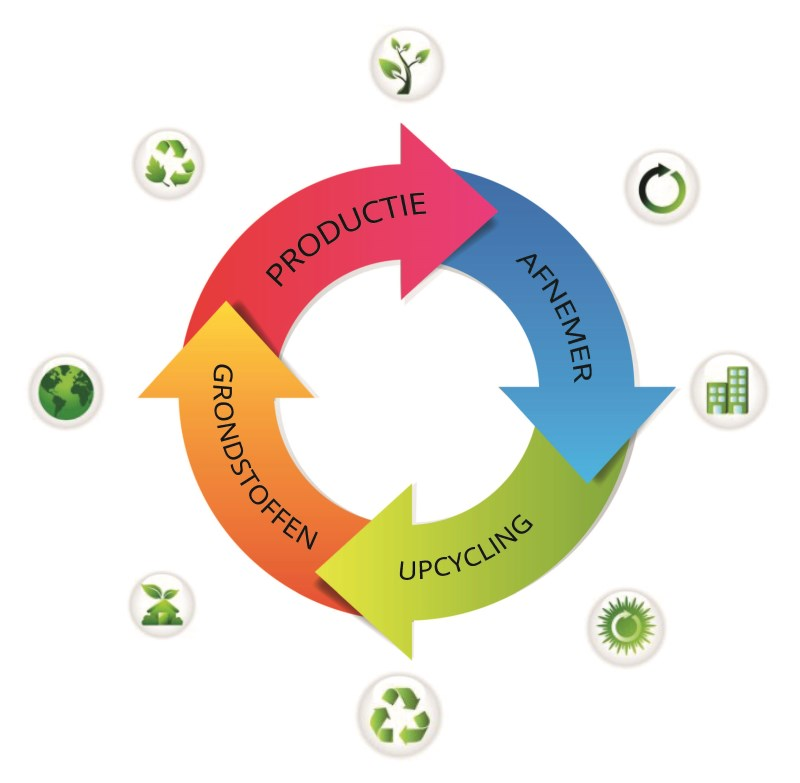 PRODUCTIE
AFNEMER
UPCYCLING
GRONDSTOFFEN